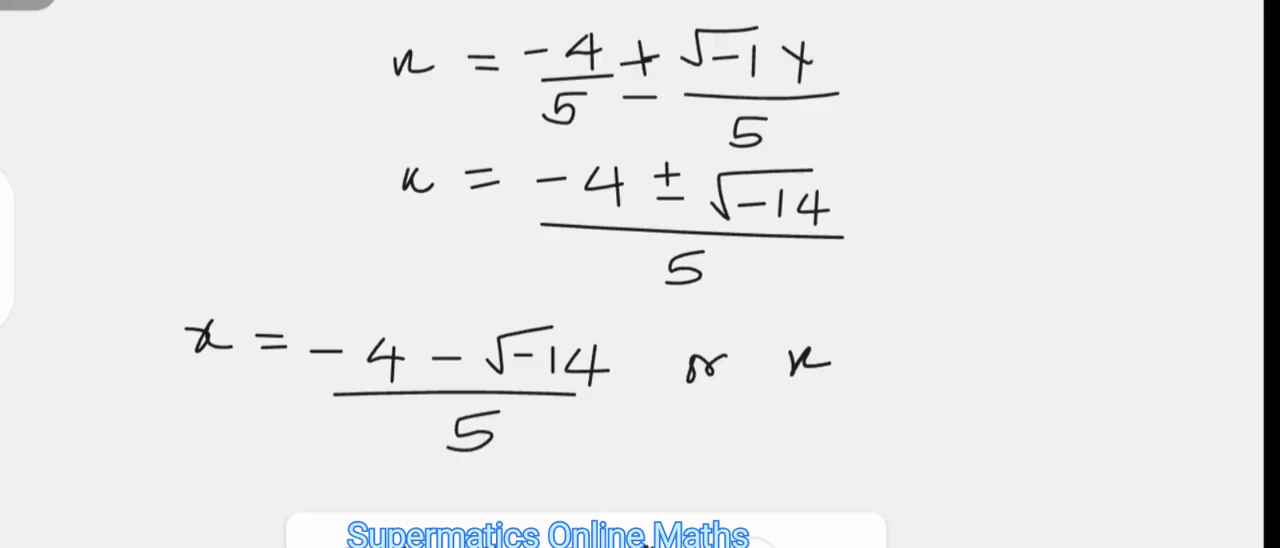 x = -4/5 ± √-14/5
x = (-4 ± √-14)/5
x = (-4 - √-14)/5 or x
Supermatics Online Maths